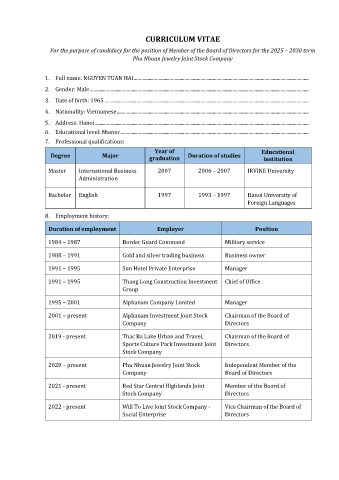 CURRICULUM VITAE
For the purpose of candidacy for the position of Member of the Board of Directors for the 2025 – 2030 term
Phu Nhuan Jewelry Joint Stock Company
1. Full name: NGUYEN TUAN HAI
2. Gender: Male
3. Date of birth: 1965
4. Nationality: Vietnamese
5. Address: Hanoi
6. Educational level: Master
7. Professional qualifications:
Degree Major Year of graduation Duration of studies Educational institution
Master International Business Administration 2007 2006 – 2007 IRVINE University
Bachelor English 1997 1993 – 1997 Hanoi University of Foreign Languages
8. Employment history:
Duration of employment Employer Position
1984 – 1987 Border Guard Command Military service
1988 – 1991 Gold and silver trading business Business owner
1991 – 1995 Sun Hotel Private Enterprise Manager
1991 – 1995 Thang Long Construction Investment Group Chief of Office
1995 – 2001 Alphanam Company Limited Manager
2001 – present Alphanam Investment Joint Stock Company Chairman of the Board of Directors
2019 - present Thac Ba Lake Urban and Travel, Sports Culture Park Investment Joint Stock Company Chairman of the Board of Directors
2020 – present Phu Nhuan Jewelry Joint Stock Company Independent Member of the Board of Directors
2021 - present Red Star Central Highlands Joint Stock Company Member of the Board of Directors
2022 - present Will To Live Joint Stock Company - Social Enterprise Vice Chairman of the Board of Directors